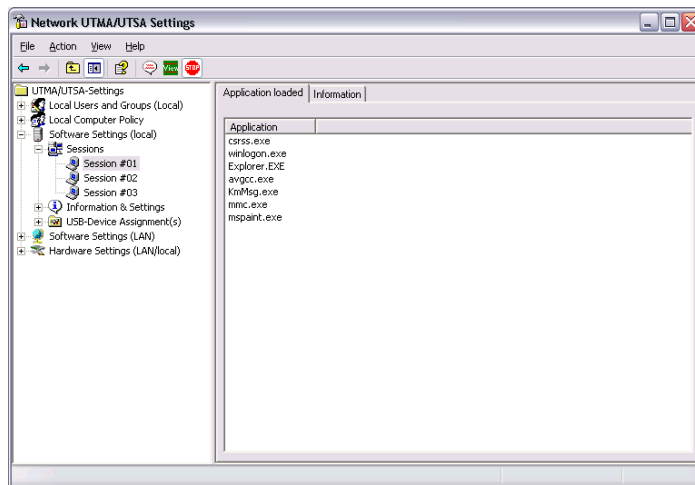 Network UTMA/UTSA Settings
File Action View Help
View STOP
UTMA/UTSA-Settings
Local Users and Groups (Local)
Local Computer Policy
Software Settings (local)
Sessions
Session #01
Session #02
Session #03
Information & Settings
USB-Device Assignment(s)
Software Settings (LAN)
Hardware Settings (LAN/local)
Application loaded Information
Application
csrss.exe
winlogon.exe
Explorer.EXE
avgcc.exe
KmMsg.exe
mmc.exe
mspaint.exe